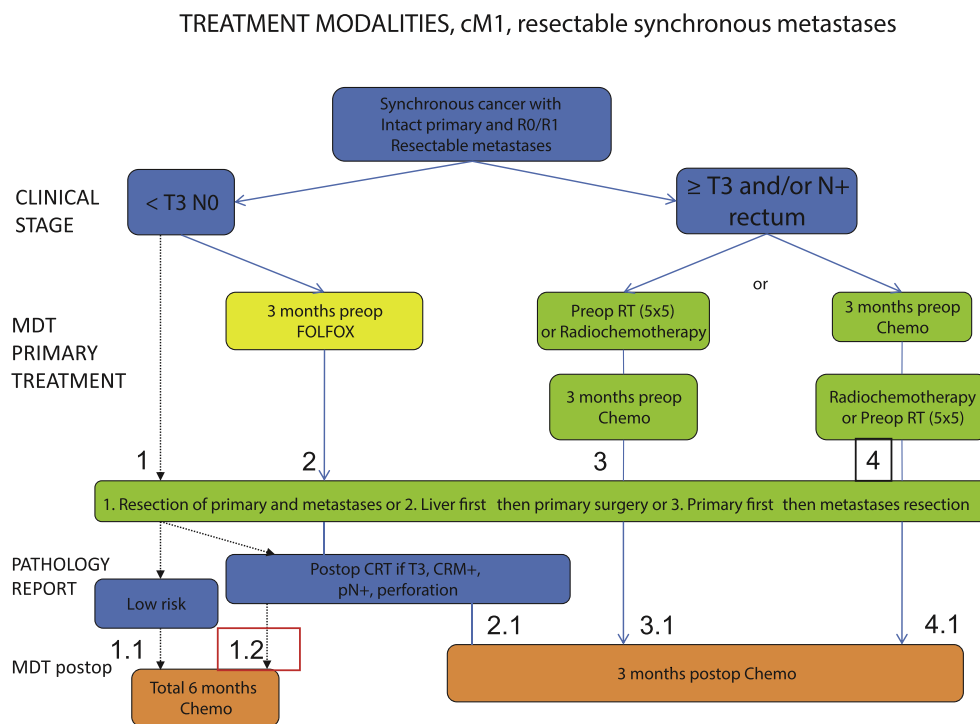 TREATMENT MODALITIES, cM1, resectable synchronous metastases
Synchronous cancer with
Intact primary and R0/R1
Resectable metastases
CLINICAL
STAGE
< T3 N0
≥ T3 and/or N+
rectum
or
MDT
PRIMARY
TREATMENT
3 months preop
FOLFOX
Preop RT (5x5)
or Radiochemotherapy
3 months preop
Chemo
3 months preop
Chemo
Radiochemotherapy
or Preop RT (5x5)
1
2
3
4
1. Resection of primary and metastases or 2. Liver first then primary surgery or 3. Primary first then metastases resection
PATHOLOGY
REPORT
Low risk
Postop CRT if T3, CRM+,
pN+, perforation
1.1
1.2
2.1
3.1
4.1
MDT postop
Total 6 months
Chemo
3 months postop Chemo